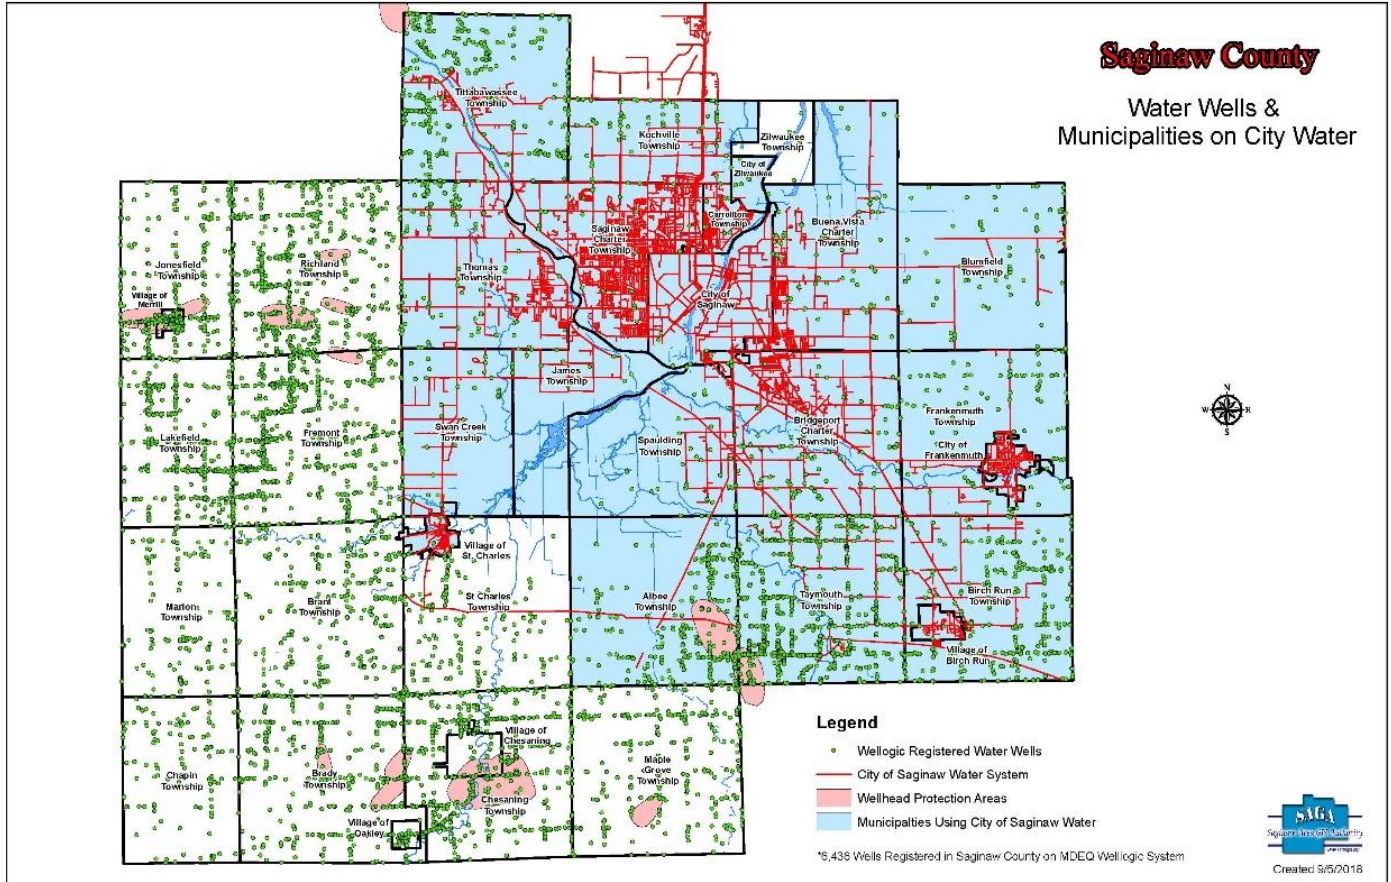 Saginaw County
Water Wells &
Municipalities on City Water
Tittabawassee
Township
Kochville
Township
Zilwaukee
Township
City of
Zilwaukee
Carrollton
Township
Buena Vista
Charter
Township
Saginaw
Charter
Township
Thomas
Township
Blumfield
Township
Jonesfield
Township
Richland
Township
Village of
Merrill
City of
Saginaw
James
Township
Swan Creek
Township
Spaulding
Township
Bridgeport
Charter
Township
Frankenmuth
Township
City of
Frankenmuth
Lakefield
Township
Fremont
Township
Village of
St. Charles
St Charles
Township
Marion
Township
Brant
Township
Albee
Township
Taymouth
Township
Birch Run
Township
Village of
Birch Run
Chapin
Township
Brady
Township
Village of
Oakley
Village of
Chesaning
Chesaning
Township
Maple
Grove
Township
N
W
S
Legend
Wellogic Registered Water Wells
City of Saginaw Water System
Wellhead Protection Areas
Municipalties Using City of Saginaw Water
*6,436 Wells Registered in Saginaw County on MDEQ Wellogic System
SAGA
Saginaw Area GIS Authority
Created 9/5/2018